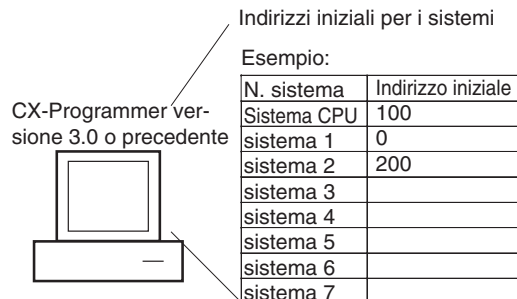 Indirizzi iniziali per i sistemi
Esempio:
N. sistema Indirizzo iniziale
Sistema CPU 100
sistema 1 0
sistema 2 200
sistema 3
sistema 4
sistema 5
sistema 6
sistema 7
CX-Programmer ver-
sione 3.0 o precedente